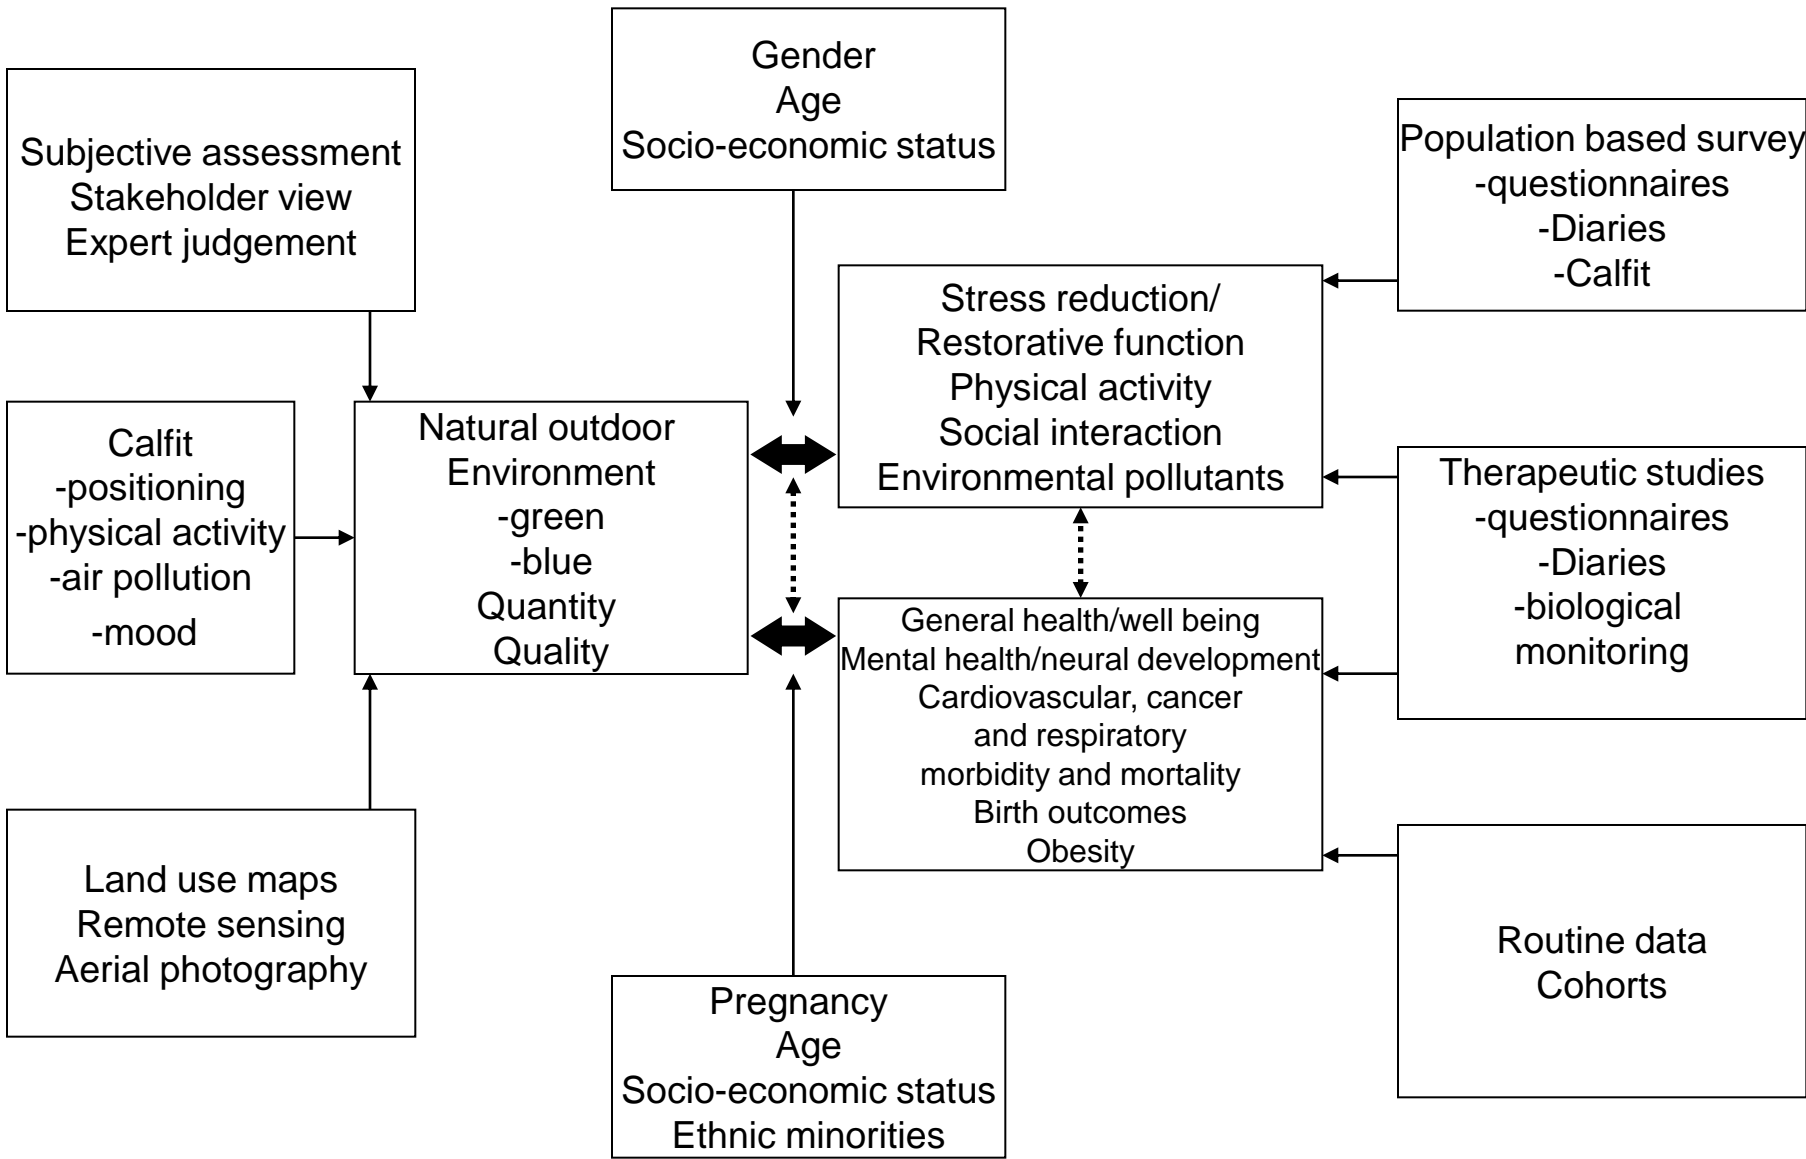 Gender
Age
Socio-economic status
Subjective assessment
Stakeholder view
Expert judgement
Population based survey
-questionnaires
-Diaries
-Calfit
Stress reduction/
Restorative function
Physical activity
Social interaction
Environmental pollutants
Calfit
-positioning
-physical activity
-air pollution
-mood
Natural outdoor
Environment
-green
-blue
Quantity
Quality
Therapeutic studies
-questionnaires
-Diaries
-biological
monitoring
General health/well being
Mental health/neural development
Cardiovascular, cancer
and respiratory
morbidity and mortality
Birth outcomes
Obesity
Land use maps
Remote sensing
Aerial photography
Pregnancy
Age
Socio-economic status
Ethnic minorities
Routine data
Cohorts